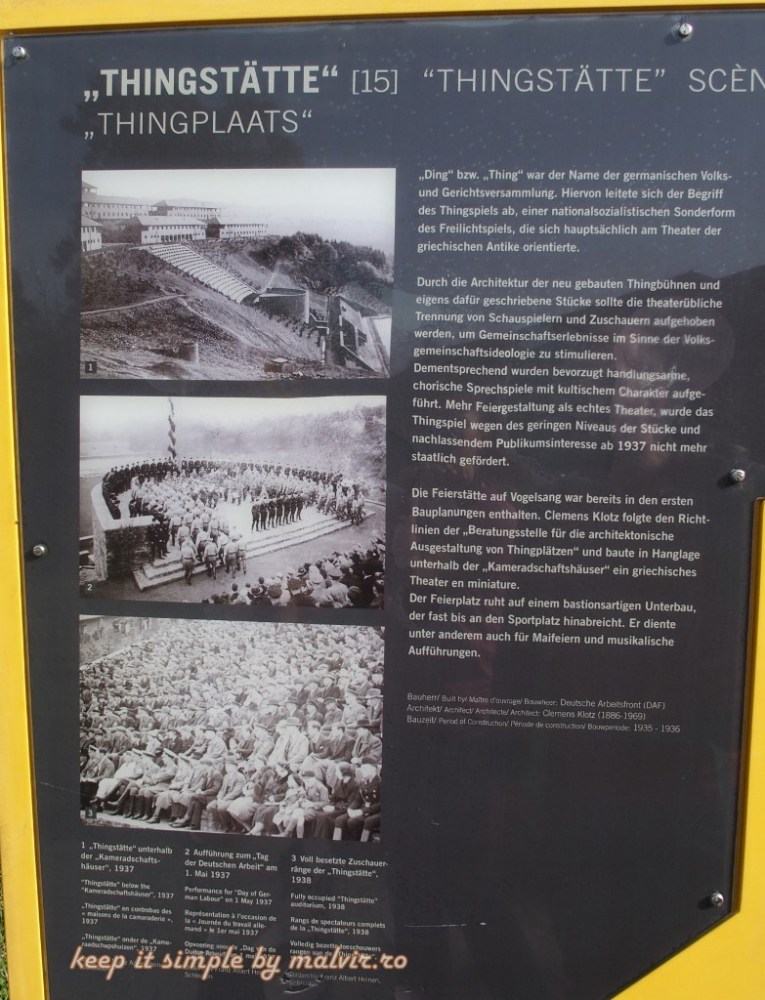 „THINGSTÄTTE“ [15] “THINGSTÄTTE” SCÈN
„THINGPLAATS“
„Ding“ bzw. „Thing“ war der Name der germanischen Volks-
und Gerichtsversammlung. Hiervon leitete sich der Begriff
des Thingspiels ab, einer nationalsozialistischen Sonderform
des Freilichtspiels, die sich hauptsächlich am Theater der
griechischen Antike orientierte.
Durch die Architektur der neu gebauten Thingbühnen und
eigens dafür geschriebene Stücke sollte die theaterübliche
Trennung von Schauspielern und Zuschauern aufgehoben
werden, um Gemeinschaftserlebnisse im Sinne der Volks-
gemeinschaftsideologie zu stimulieren.
Dementsprechend wurden bevorzugt handlungsarme,
chorische Sprechspiele mit kultischem Charakter aufge-
führt. Mehr Feiergestaltung als echtes Theater, wurde das
Thingspiel wegen des geringen Niveaus der Stücke und
nachlassendem Publikumsinteresse ab 1937 nicht mehr
staatlich gefördert.
Die Feierstätte auf Vogelsang war bereits in den ersten
Bauplanungen enthalten. Clemens Klotz folgte den Richt-
linien der „Beratungsstelle für die architektonische
Ausgestaltung von Thingplätzen“ und baute in Hanglage
unterhalb der „Kameradschaftshäuser“ ein griechisches
Theater en miniature.
Der Feierplatz ruht auf einem bastionsartigen Unterbau,
der fast bis an den Sportplatz hinabreicht. Er diente
unter anderem auch für Maifeiern und musikalische
Aufführungen.
Bauherr/ Built by/ Maître d'ouvrage/ Bouwheer: Deutsche Arbeitsfront (DAF)
Architekt/ Architect/ Architecte/ Architect: Clemens Klotz (1886-1969)
Bauzeit/ Period of Construction/ Période de construction/ Bouwperiode: 1935 - 1936
1
2
3
1 „Thingstätte“ unterhalb
der „Kameradschafts-
häuser“, 1937
"Thingstätte" below the
"Kameradschaftshäuser", 1937
„Thingstätte“ en contrebas des
« maisons de la camaraderie »,
1937
„Thingstätte“ onder de „Kame-
raadschapshuizen“, 1937
2 Aufführung zum „Tag
der Deutschen Arbeit“ am
1. Mai 1937
Performance for "Day of Ger-
man Labour" on 1 May 1937
Représentation à l'occasion de
la « Journée du travail alle-
mand » le 1er mai 1937
Opvoering
3 Voll besetzte Zuschauer-
ränge der „Thingstätte“,
1938
Fully occupied "Thingstätte"
auditorium, 1938
Rangs de spectateurs complets
de la „Thingstätte“, 1938
Volledig bezette toeschouwers
rangen van de
keep it simple by malvir.ro